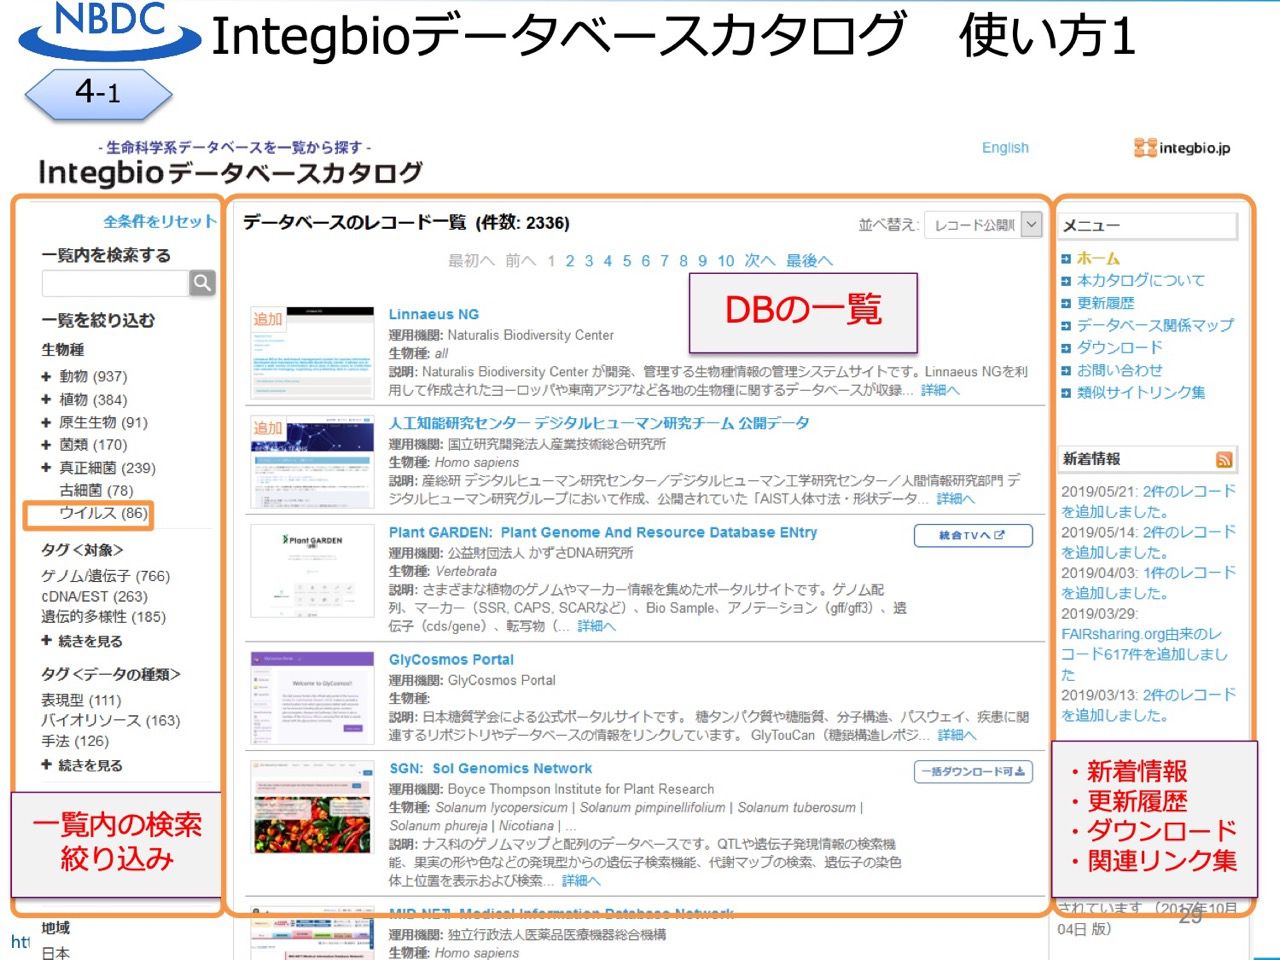 NBDC
Integbioデータベースカタログ　使い方1
4-1
- 生命科学系データベースを一覧から探す -
Integbioデータベースカタログ
English
integbio.jp
全条件をリセット
一覧内を検索する
一覧を絞り込む
生物種
+ 動物 (937)
+ 植物 (384)
+ 原生生物 (91)
+ 菌類 (170)
+ 真正細菌 (239)
古細菌 (78)
ウイルス (86)
タグ<対象>
ゲノム/遺伝子 (766)
cDNA/EST (263)
遺伝的多様性 (185)
+ 続きを見る
タグ<データの種類>
表現型 (111)
バイオリソース (163)
手法 (126)
+ 続きを見る
一覧内の検索
絞り込み
地域
日本
データベースのレコード一覧 (件数: 2336)
並べ替え: レコード公開
最初へ 前へ 1 2 3 4 5 6 7 8 9 10 次へ 最後へ
DBの一覧
追加
Linnaeus NG
運用機関: Naturalis Biodiversity Center
生物種: all
説明: Naturalis Biodiversity Center が開発、管理する生物種情報の管理システムサイトです。Linnaeus NGを利
用して作成されたヨーロッパや東南アジアなど各地の生物種に関するデータベースが収録... 詳細へ
追加
人工知能研究センター デジタルヒューマン研究チーム 公開データ
運用機関: 国立研究開発法人産業技術総合研究所
生物種: Homo sapiens
説明: 産総研 デジタルヒューマン研究センター／デジタルヒューマン工学研究センター／人間情報研究部門 デ
ジタルヒューマン研究グループにおいて作成、公開されていた「AIST人体寸法・形状データ... 詳細へ
Plant GARDEN
Plant GARDEN: Plant Genome And Resource Database ENtry
統合TVへ
運用機関: 公益財団法人 かずさDNA研究所
生物種: Vertebrata
説明: さまざまな植物のゲノムやマーカー情報を集めたポータルサイトです。ゲノム配
列、マーカー（SSR, CAPS, SCARなど）、Bio Sample、アノテーション（gff/gff3）、遺
伝子（cds/gene）、転写物（... 詳細へ
Welcome to GlyCosmos!
GlyCosmos Portal
運用機関: GlyCosmos Portal
生物種:
説明: 日本糖質学会による公式ポータルサイトです。 糖タンパク質や糖脂質、分子構造、パスウェイ、疾患に関
連するリポジトリやデータベースの情報をリンクしています。 GlyTouCan（糖鎖構造レポジ... 詳細へ
SGN: Sol Genomics Network
一括ダウンロード可
運用機関: Boyce Thompson Institute for Plant Research
生物種: Solanum lycopersicum | Solanum pimpinellifolium | Solanum tuberosum |
Solanum phureja | Nicotiana | ...
説明: ナス科のゲノムマップと配列のデータベースです。QTLや遺伝子発現情報の検索機
能、果実の形や色などの発現型からの遺伝子検索機能、代謝マップの検索、遺伝子の染色
体上位置を表示および検索... 詳細へ
MID-NET: Medical Information Database Network
運用機関: 独立行政法人医薬品医療機器総合機構
生物種: Homo sapiens
メニュー
ホーム
本カタログについて
更新履歴
データベース関係マップ
ダウンロード
お問い合わせ
類似サイトリンク集
新着情報
2019/05/21: 2件のレコード
を追加しました。
2019/05/14: 2件のレコード
を追加しました。
2019/04/03: 1件のレコード
を追加しました。
2019/03/29:
FAIRsharing.org由来のレ
コード617件を追加しまし
た
2019/03/13: 2件のレコード
を追加しました。
・新着情報
・更新履歴
・ダウンロード
・関連リンク集
されています （2017年10月
04日 版）
29
htt